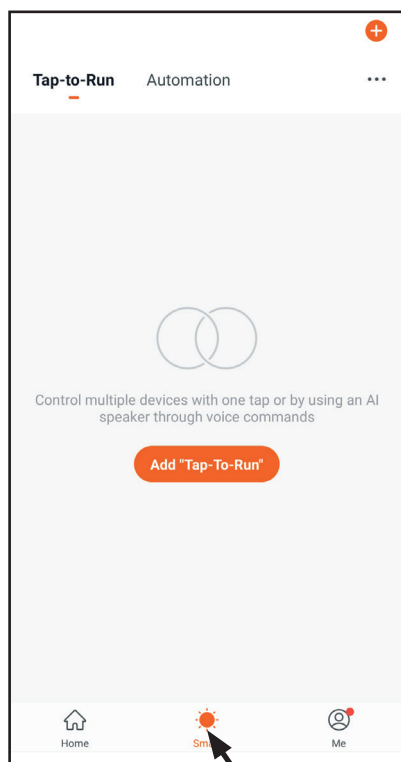 Tap-to-Run Automation
Control multiple devices with one tap or by using an AI
speaker through voice commands
Add "Tap-To-Run"
Home Me